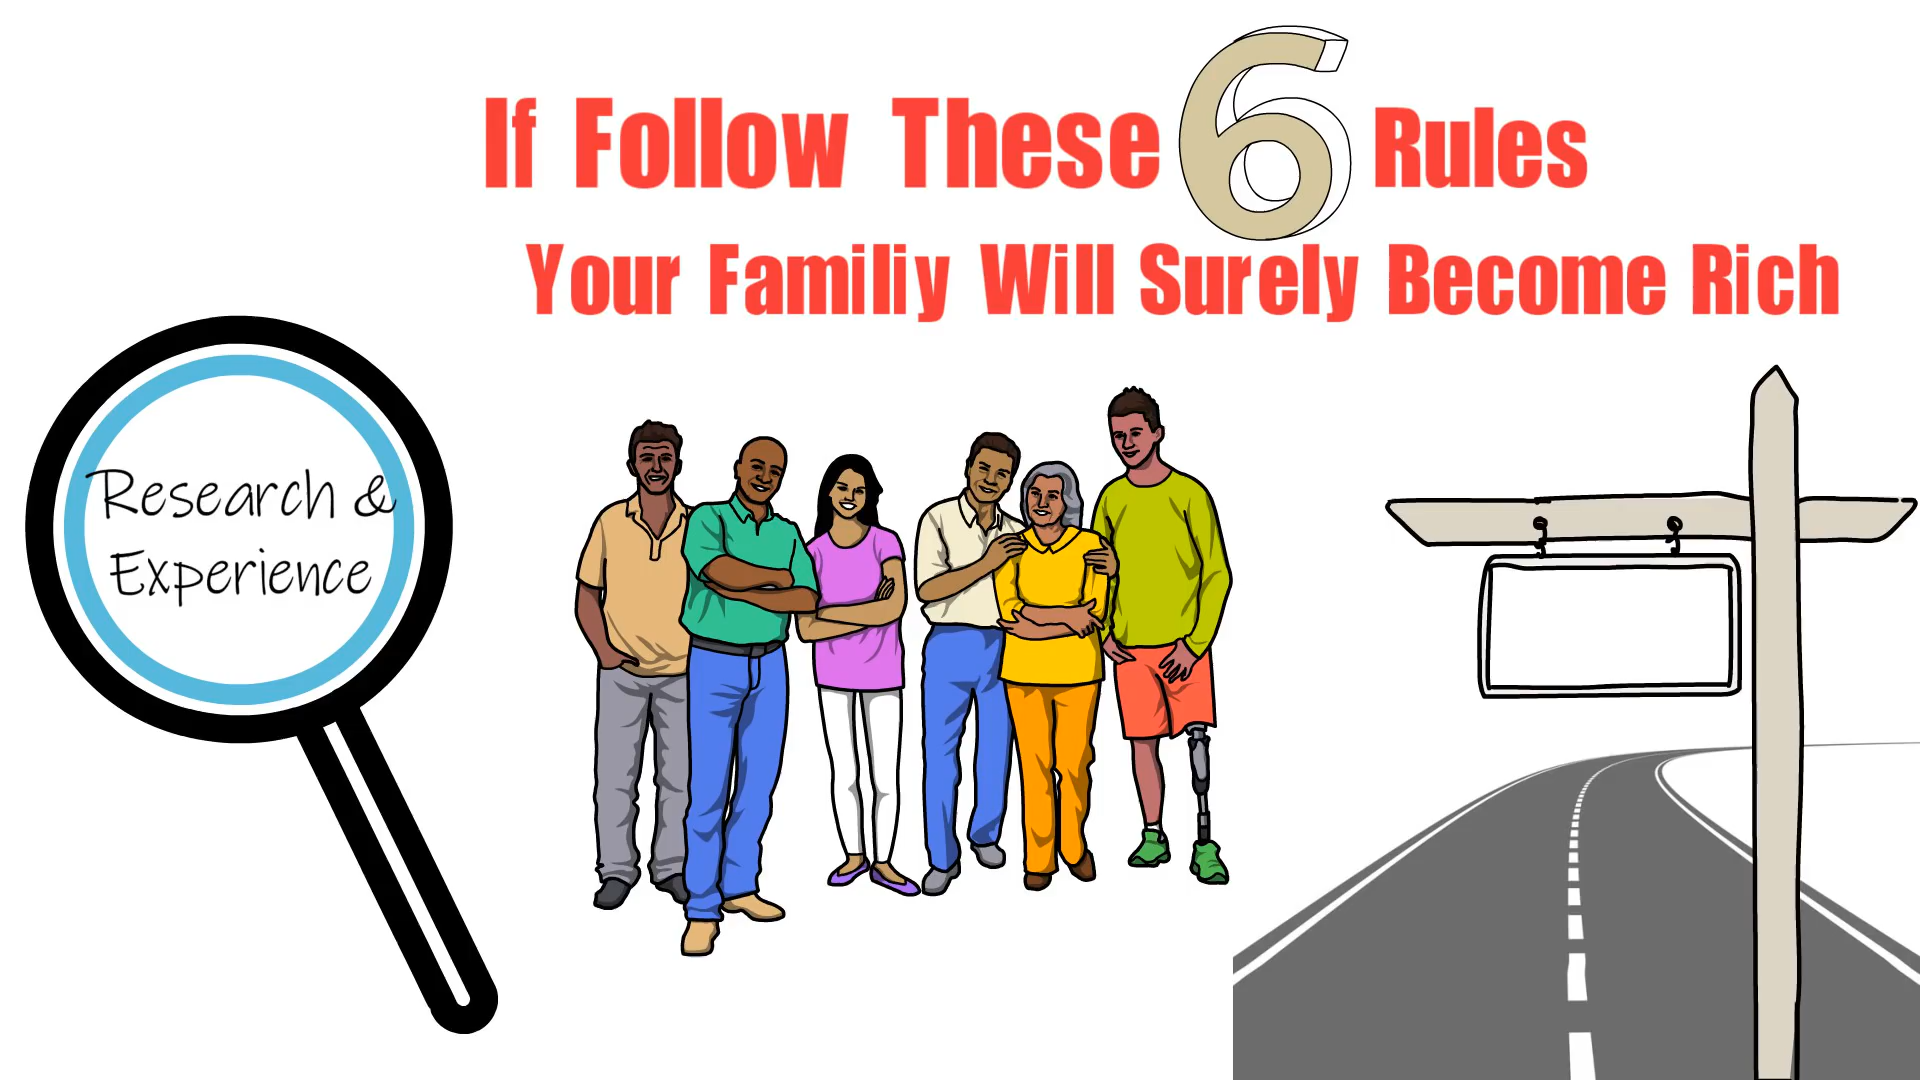 If Follow These 6 Rules
Your Familiy Will Surely Become Rich
Research &
Experience